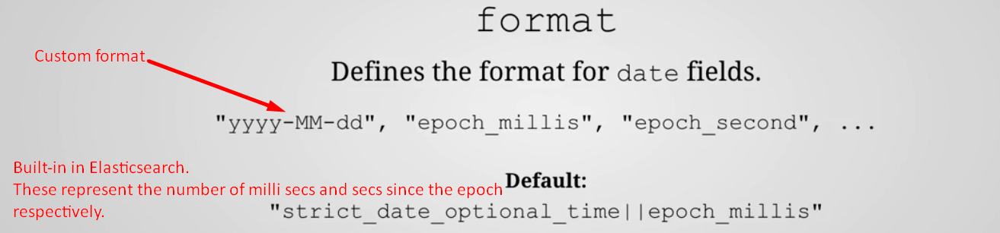 format
Custom format
Defines the format for date fields.
"yyyy-MM-dd", "epoch_millis", "epoch_second", ...
Built-in in Elasticsearch.
These represent the number of milli secs and secs since the epoch
respectively.
Default:
"strict_date_optional_time||epoch_millis"